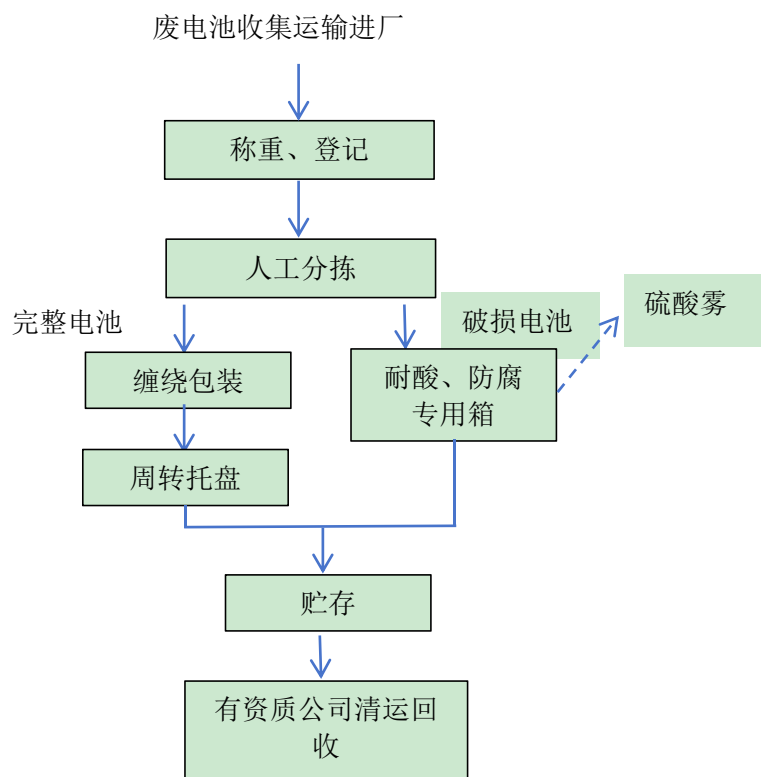 废电池收集运输进厂
称重、登记
人工分拣
完整电池
破损电池
硫酸雾
缠绕包装
耐酸、防腐
专用箱
周转托盘
贮存
有资质公司清运回
收